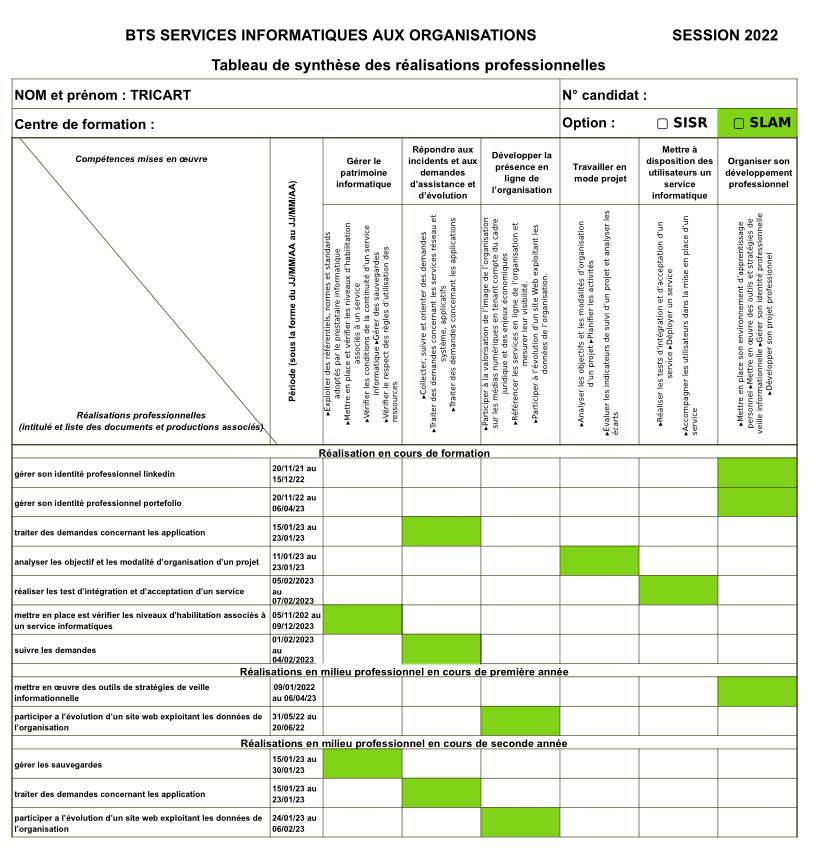 BTS SERVICES INFORMATIQUES AUX ORGANISATIONS SESSION 2022
Tableau de synthèse des réalisations professionnelles
NOM et prénom : TRICART N° candidat :
Centre de formation : Option : ▢ SISR ▢ SLAM
Compétences mises en œuvre
Réalisations professionnelles
(intitulé et liste des documents et productions associés)
Période (sous la forme du JJ/MM/AA au JJ/MM/AA)
Gérer le
patrimoine
informatique
Répondre aux
incidents et aux
demandes
d'assistance et
d'évolution
Développer la
présence en
ligne de
l'organisation
Travailler en
mode projet
Mettre à
disposition des
utilisateurs un
service
informatique
Organiser son
développement
professionnel
▸Exploiter des référentiels, normes et standards
adoptés par le prestataire informatique
▸Mettre en place et vérifier les niveaux d'habilitation
associés à un service
▸Vérifier les conditions de la continuité d'un service
informatique ▸Gérer des sauvegardes
▸Vérifier le respect des règles d'utilisation des
ressources
▸Collecter, suivre et orienter des demandes
▸Traiter des demandes concernant les services réseau et
système, applicatifs
▸Traiter des demandes concernant les applications
▸Participer à la valorisation de l'image de l'organisation
sur les médias numériques en tenant compte du cadre
juridique et des enjeux économiques
▸Référencer les services en ligne de l'organisation et
mesurer leur visibilité.
▸Participer à l'évolution d'un site Web exploitant les
données de l'organisation.
▸Analyser les objectifs et les modalités d'organisation
d'un projet ▸Planifier les activités
▸Évaluer les indicateurs de suivi d'un projet et analyser les
écarts
▸Réaliser les tests d'intégration et d'acceptation d'un
service ▸Déployer un service
▸Accompagner les utilisateurs dans la mise en place d'un
service
▸Mettre en place son environnement d'apprentissage
personnel ▸Mettre en œuvre des outils et stratégies de
veille informationnelle ▸Gérer son identité professionnelle
▸Développer son projet professionnel
Réalisation en cours de formation
gérer son identité professionnel linkedin
20/11/21 au
15/12/22
gérer son identité professionnel portefolio
20/11/22 au
06/04/23
traiter des demandes concernant les application
15/01/23 au
23/01/23
analyser les objectif et les modalité d'organisation d'un projet
11/01/23 au
23/01/23
réaliser les test d'intégration et d'acceptation d'un service
05/02/2023
au
07/02/2023
mettre en place est vérifier les niveaux d'habilitation associés à
un service informatiques
05/11/202 au
09/12/2023
suivre les demandes
01/02/2023
au
04/02/2023
Réalisations en milieu professionnel en cours de première année
mettre en œuvre des outils de stratégies de veille
informationnelle
09/01/2022
au 06/04/23
participer a l'évolution d'un site web exploitant les données de
l'organisation
31/05/22 au
20/06/22
Réalisations en milieu professionnel en cours de seconde année
gérer les sauvegardes
15/01/23 au
30/01/23
traiter des demandes concernant les application
15/01/23 au
23/01/23
participer a l'évolution d'un site web exploitant les données de
l'organisation
24/01/23 au
06/02/23